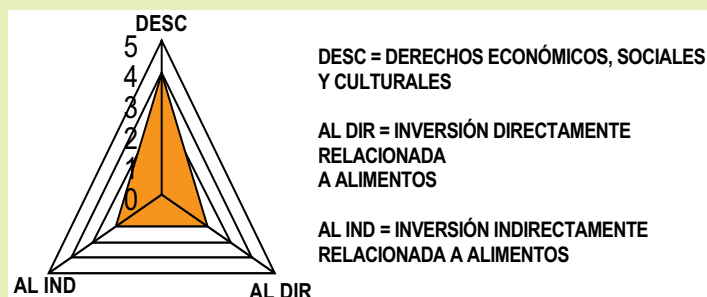 DESC
5
4
3
2
1
0
AL IND
AL DIR
DESC = DERECHOS ECONÓMICOS, SOCIALES
Y CULTURALES
AL DIR = INVERSIÓN DIRECTAMENTE
RELACIONADA
A ALIMENTOS
AL IND = INVERSIÓN INDIRECTAMENTE
RELACIONADA A ALIMENTOS